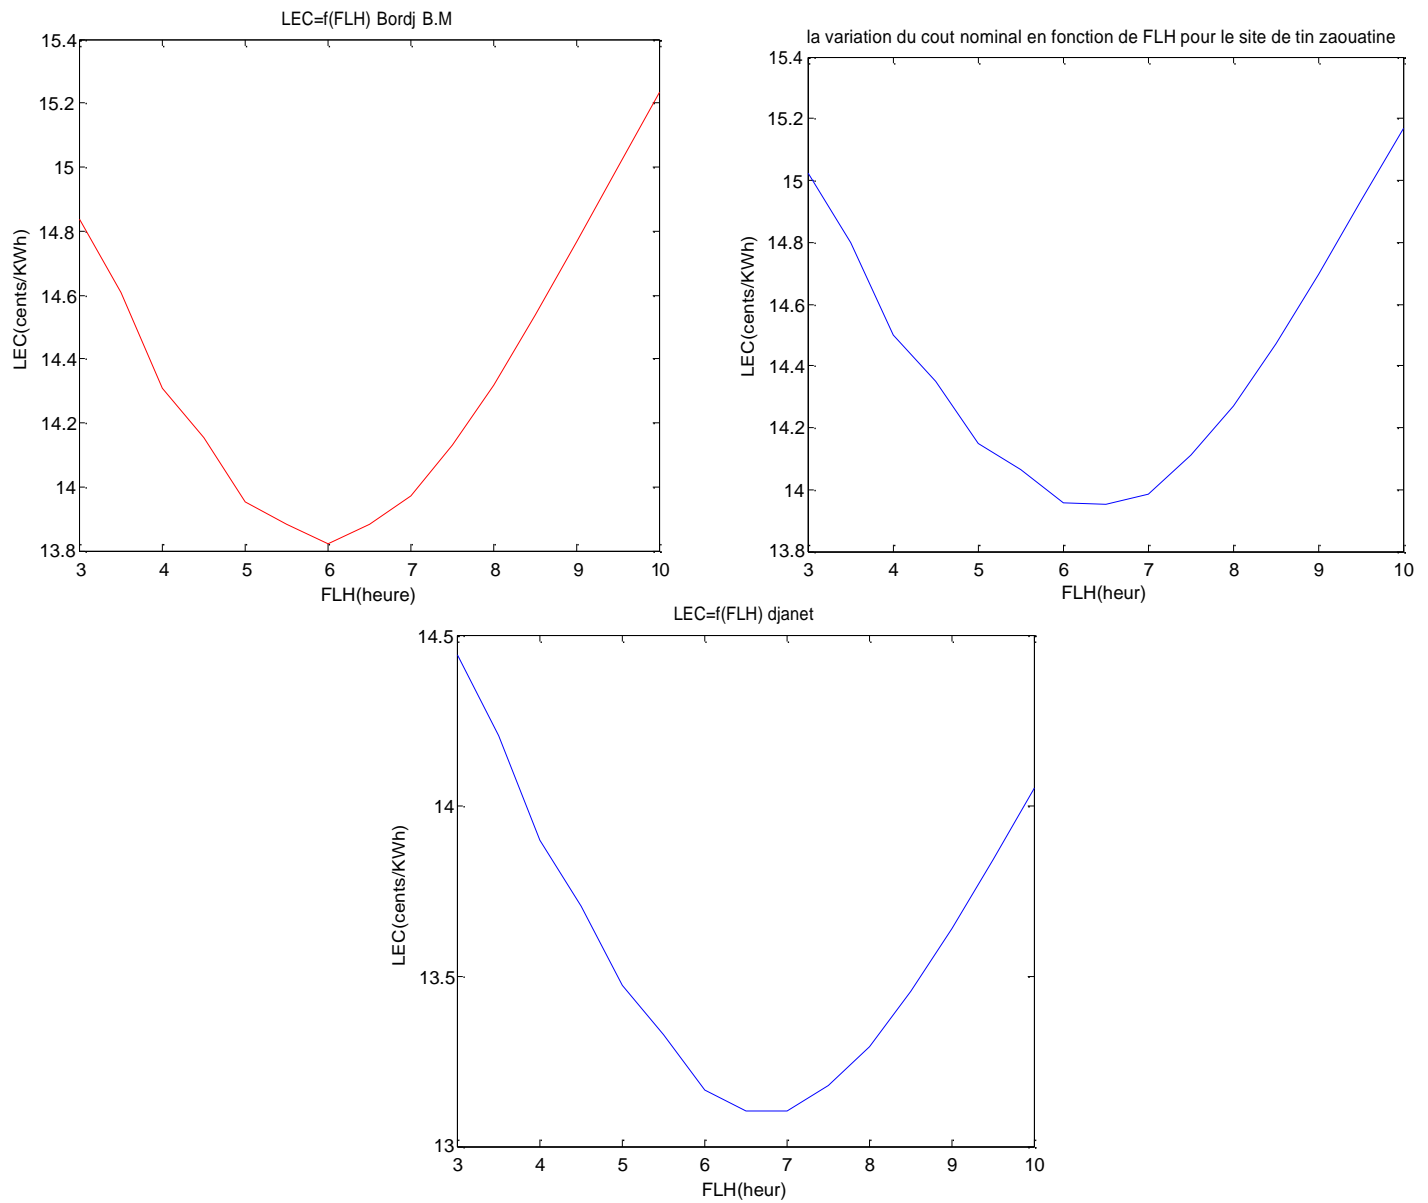 LEC=f(FLH) Bordj B.M
15.4
15.2
15
14.8
14.6
14.4
14.2
14
13.8
LEC(cents/KWh)
3 4 5 6 7 8 9 10
FLH(heure)
la variation du cout nominal en fonction de FLH pour le site de tin zaouatine
15.4
15.2
15
14.8
14.6
14.4
14.2
14
13.8
LEC(cents/KWh)
3 4 5 6 7 8 9 10
FLH(heur)
LEC=f(FLH) djanet
14.5
14
13.5
13
LEC(cents/KWh)
3 4 5 6 7 8 9 10
FLH(heur)